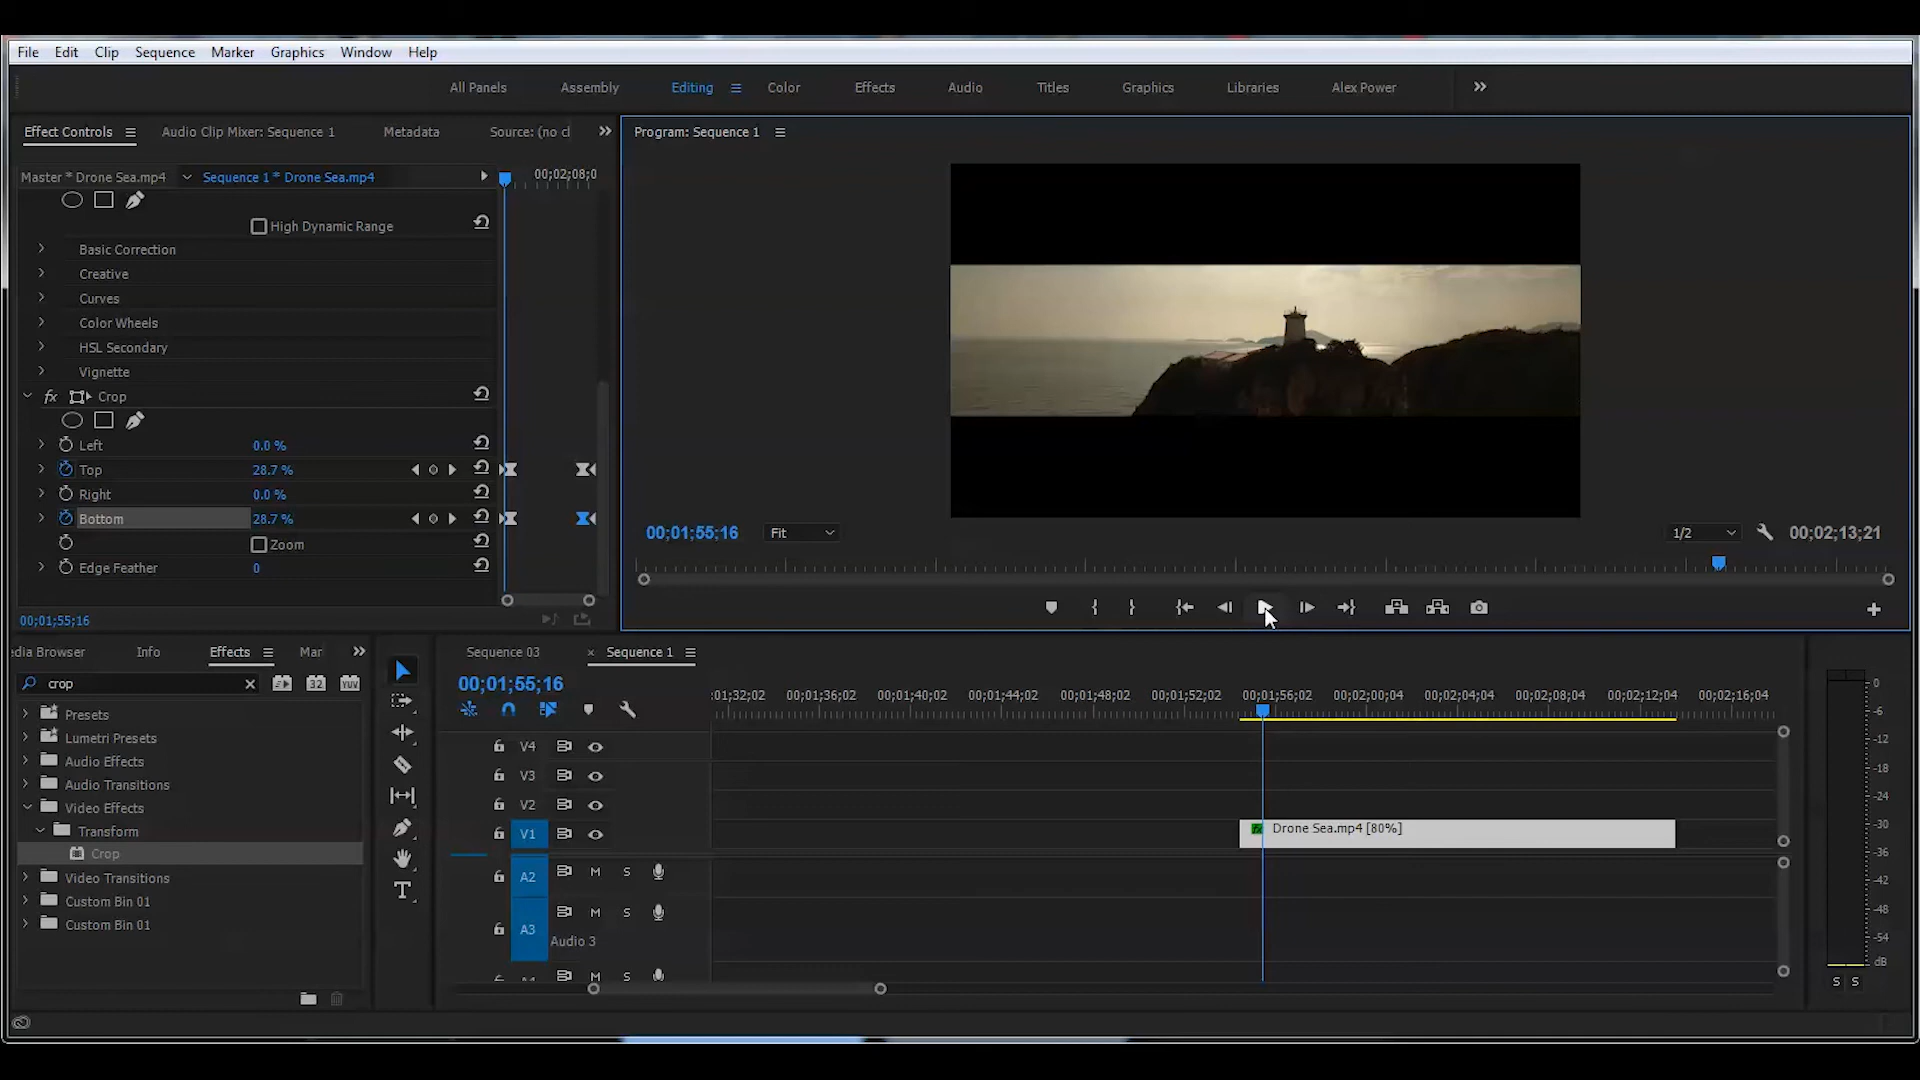 File Edit Clip Sequence Marker Graphics Window Help
All Panels Assembly Editing Color Effects Audio Titles Graphics Libraries Alex Power
Effect Controls Audio Clip Mixer: Sequence 1 Metadata Source: (no cl
Program: Sequence 1
Master * Drone Sea.mp4 Sequence 1 * Drone Sea.mp4 00;02;08;0
High Dynamic Range
Basic Correction
Creative
Curves
Color Wheels
HSL Secondary
Vignette
fx Crop
Left 0.0 %
Top 28.7 %
Right 0.0 %
Bottom 28.7 %
Zoom
Edge Feather 0
00;01;55;16
00;01;55;16 Fit 1/2 00;02;13;21
edia Browser Info Effects Mar
crop 32 YUV
Presets
Lumetri Presets
Audio Effects
Audio Transitions
Video Effects
Transform
Crop
Video Transitions
Custom Bin 01
Custom Bin 01
Sequence 03 × Sequence 1
00;01;55;16
;01;32;02 00;01;36;02 00;01;40;02 00;01;44;02 00;01;48;02 00;01;52;02 00;01;56;02 00;02;00;04 00;02;04;04 00;02;08;04 00;02;12;04 00;02;16;04
V4
V3
V2
V1 fx Drone Sea.mp4 [80%]
A2 M S
A3 M S
Audio 3
M S
0
-6
-12
-18
-24
-30
-36
-42
-48
-54
dB
S S